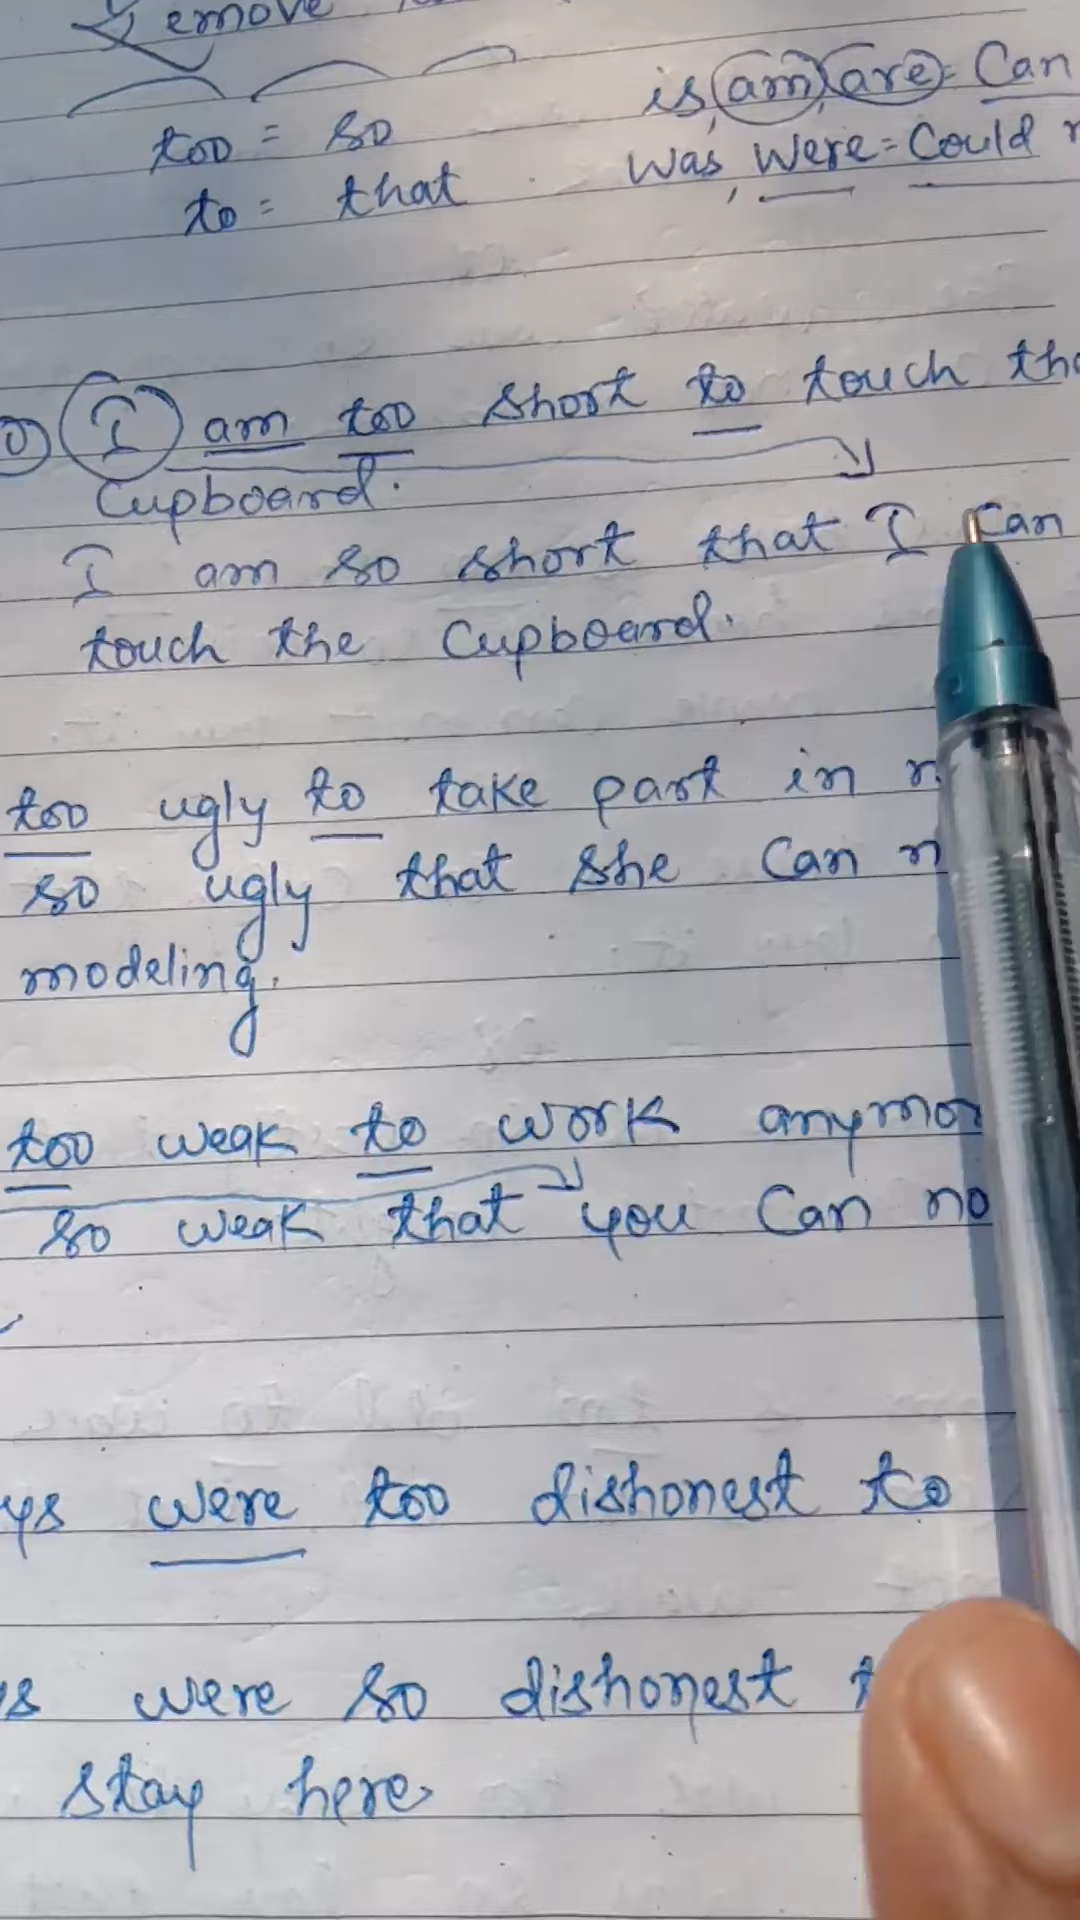 Remove
too = so is, am, are = Can
to = that was, were = Could
I am too short to touch the
Cupboard.
I am so short that I Can
touch the Cupboard.
too ugly to take part in
so ugly that she Can
modeling.
too weak to work
so weak that you Can no
were too dishonest to
were so dishonest
stay here